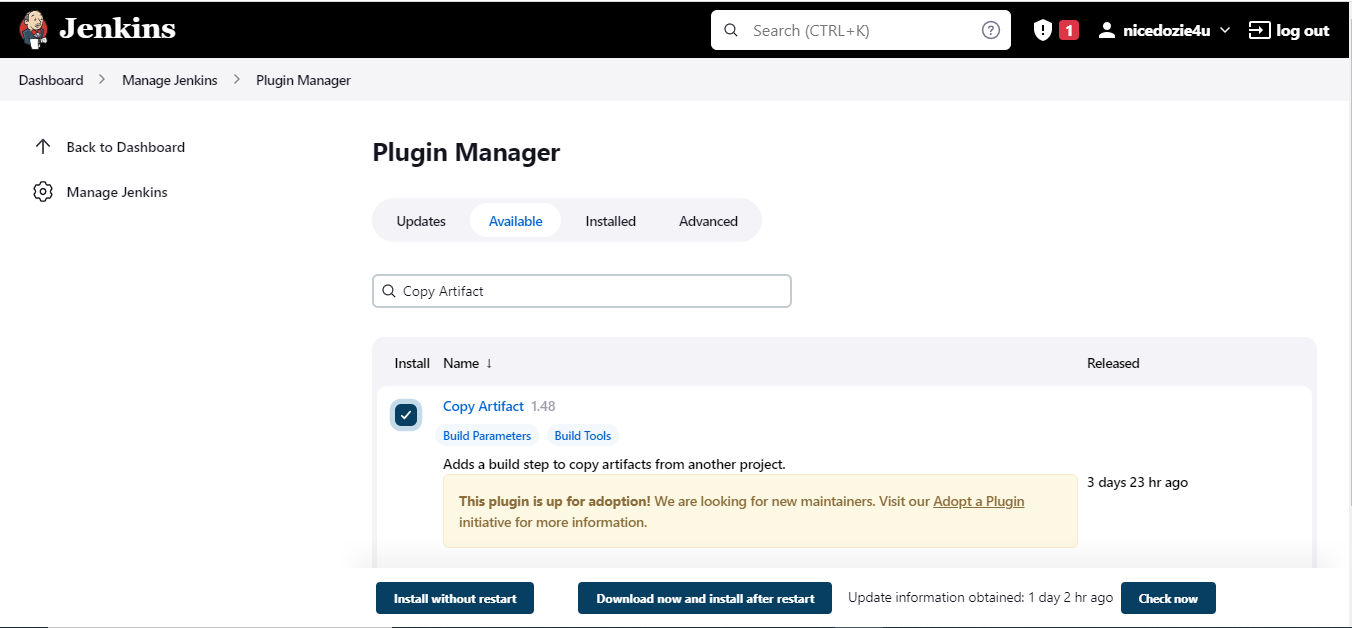 Jenkins
Search (CTRL+K)
1
nicedozie4u
log out
Dashboard
Manage Jenkins
Plugin Manager
Back to Dashboard
Manage Jenkins
Plugin Manager
Updates
Available
Installed
Advanced
Copy Artifact
Install Name ↓ Released
Copy Artifact 1.48
Build Parameters Build Tools
Adds a build step to copy artifacts from another project.
3 days 23 hr ago
This plugin is up for adoption! We are looking for new maintainers. Visit our Adopt a Plugin
initiative for more information.
Install without restart
Download now and install after restart
Update information obtained: 1 day 2 hr ago
Check now